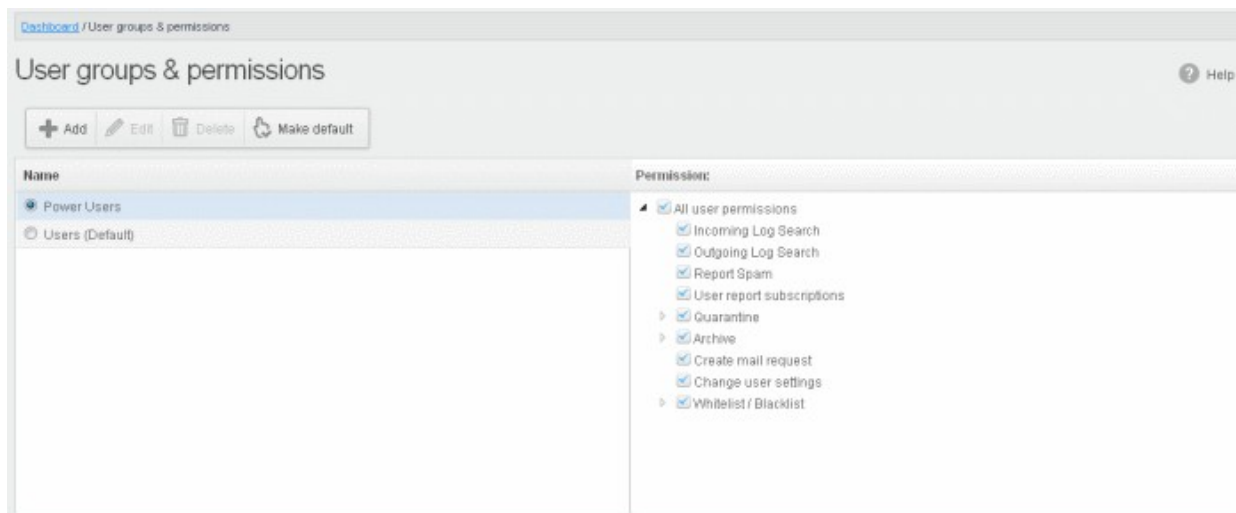 Dashboard / User groups & permissions
User groups & permissions
Help
Add Edit Delete Make default
Name
Permission:
Power Users
Users (Default)
All user permissions
Incoming Log Search
Outgoing Log Search
Report Spam
User report subscriptions
Quarantine
Archive
Create mail request
Change user settings
Whitelist / Blacklist